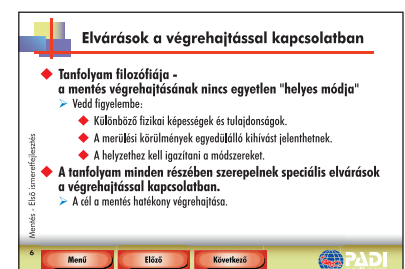 Elvárások a végrehajtással kapcsolatban
Tanfolyam filozófiája -
a mentés végrehajtásának nincs egyetlen "helyes módja"
Vedd figyelembe:
Különböző fizikai képességek és tulajdonságok.
A merülési körülmények egyedülálló kihívást jelenthetnek.
A helyzethez kell igazítani a módszereket.
A tanfolyam minden részében szerepelnek speciális elvárások
a végrehajtással kapcsolatban.
A cél a mentés hatékony végrehajtása.
Mentés - Első ismeretfejlesztés
6
Menü
Előző
Következő
PADI